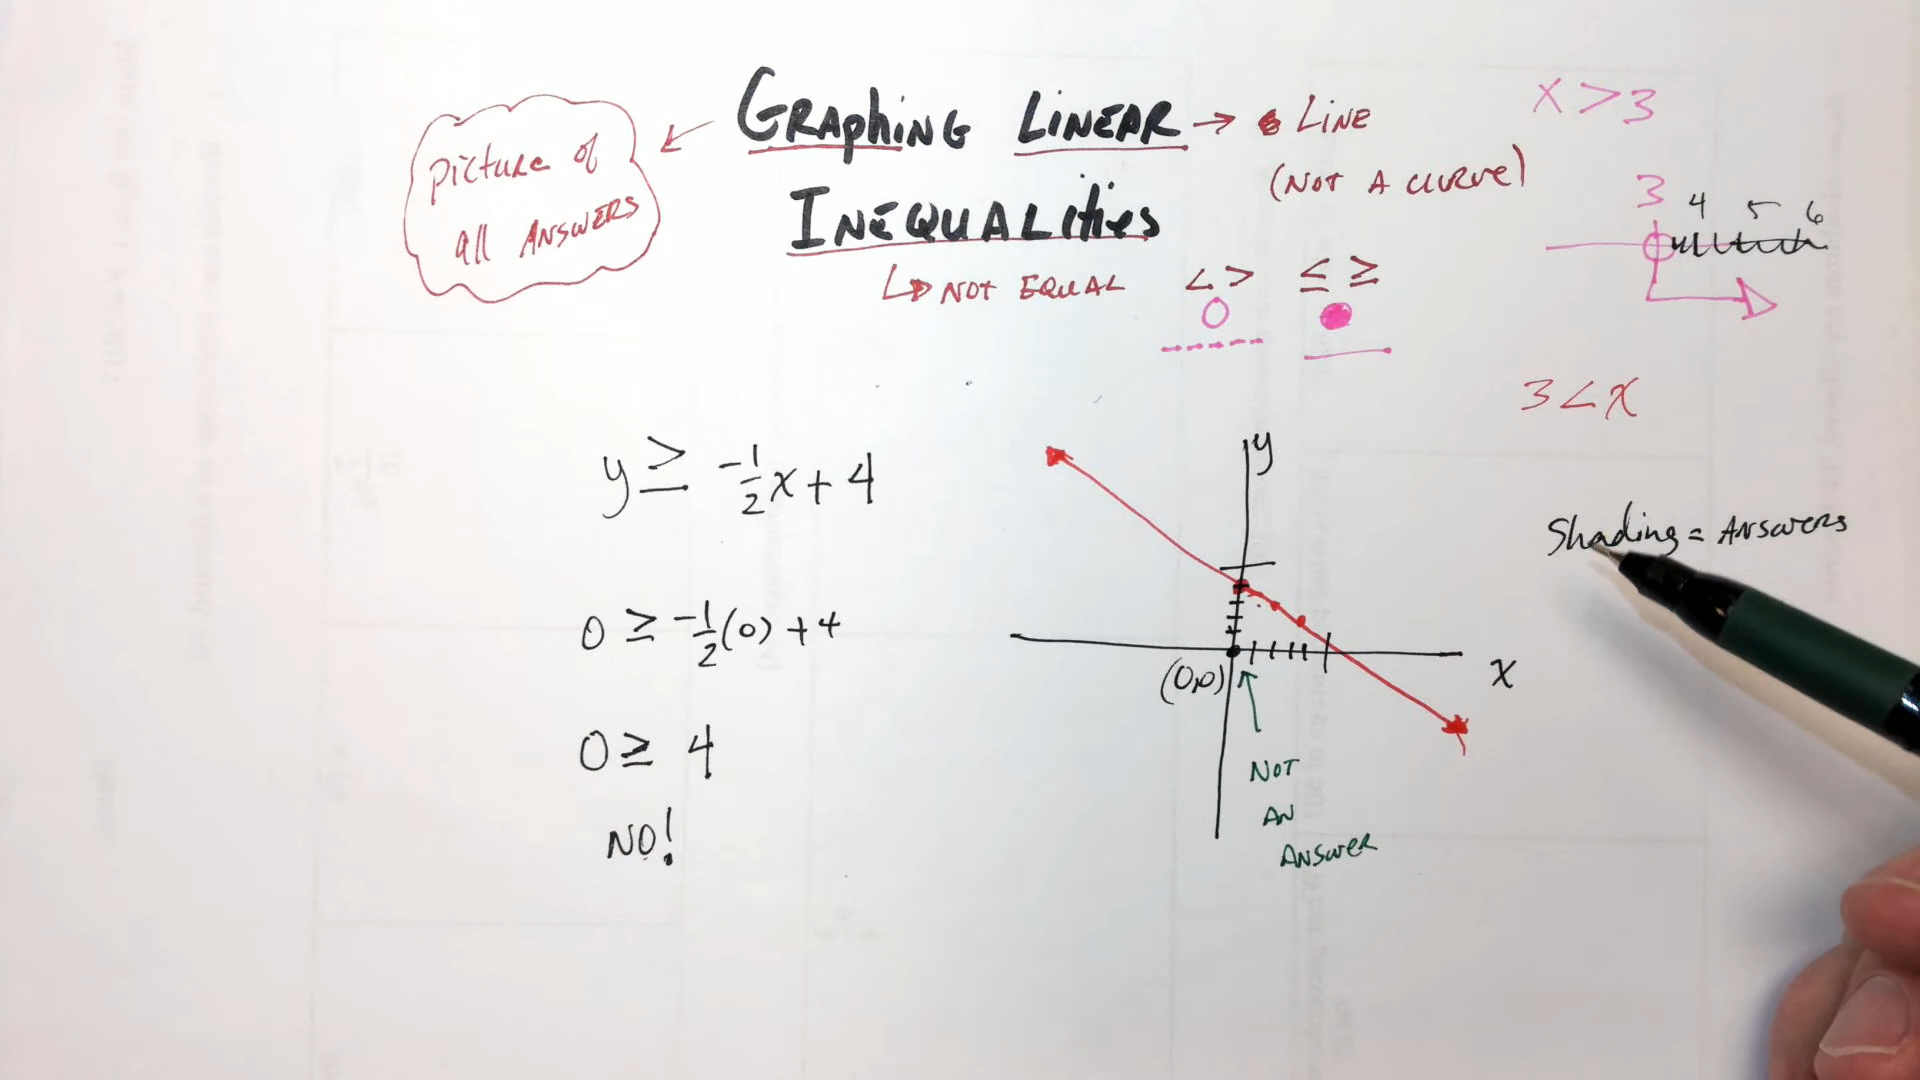 GRAPHING LINEAR → LINE
(NOT A CURVE)
INEQUALITIES
picture of
all ANSWERS
NOT EQUAL < > ≤ ≥
x > 3
3 4 5 6
3 < x
y ≥ -1/2 x + 4
0 ≥ -1/2 (0) + 4
0 ≥ 4
NO!
y
x
(0,0)
NOT
AN
ANSWER
Shading = ANSWERS